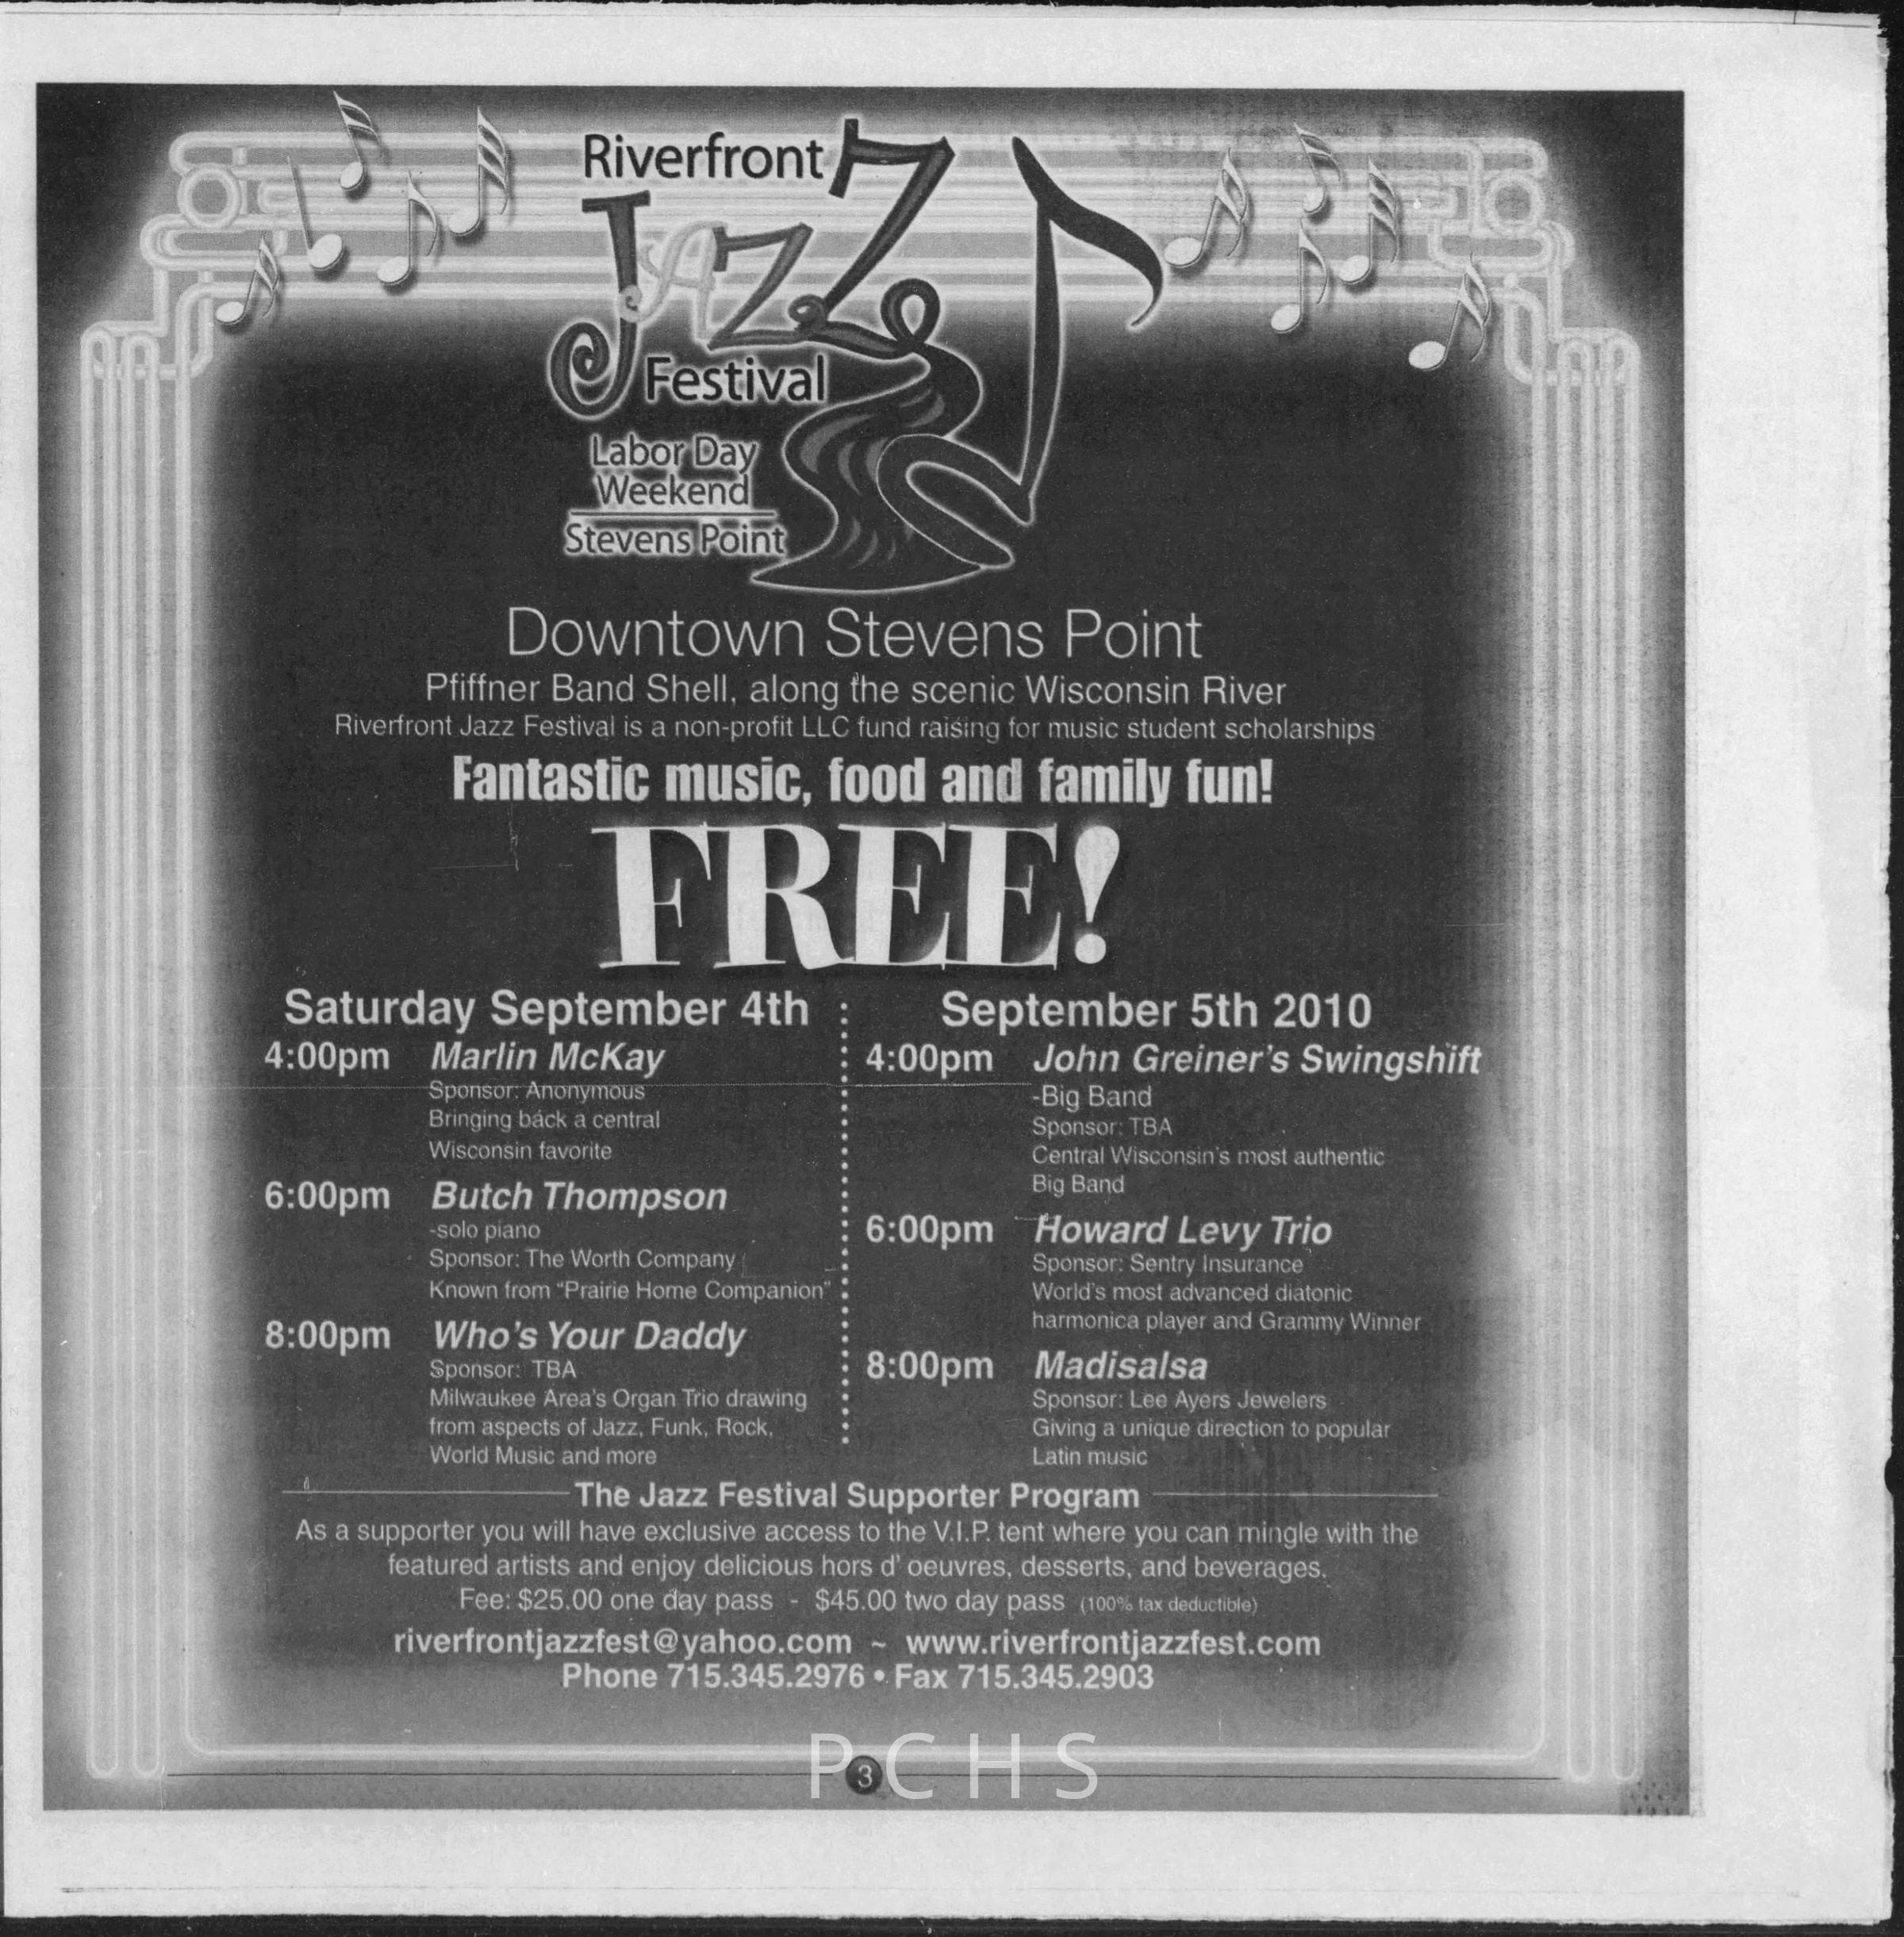 Riverfront
Jazz
Festival
Labor Day
Weekend
Stevens Point
Downtown Stevens Point
Pfiffner Band Shell, along the scenic Wisconsin River
Riverfront Jazz Festival is a non-profit LLC fund raising for music student scholarships
Fantastic music, food and family fun!
FREE!
Saturday September 4th
4:00pm Marlin McKay
Sponsor: Anonymous
Bringing back a central
Wisconsin favorite
6:00pm Butch Thompson
-solo piano
Sponsor: The Worth Company
Known from "Prairie Home Companion"
8:00pm Who's Your Daddy
Sponsor: TBA
Milwaukee Area's Organ Trio drawing
from aspects of Jazz, Funk, Rock,
World Music and more
September 5th 2010
4:00pm John Greiner's Swingshift
-Big Band
Sponsor: TBA
Central Wisconsin's most authentic
Big Band
6:00pm Howard Levy Trio
Sponsor: Sentry Insurance
World's most advanced diatonic
harmonica player and Grammy Winner
8:00pm Madisalsa
Sponsor: Lee Ayers Jewelers
Giving a unique direction to popular
Latin music
The Jazz Festival Supporter Program
As a supporter you will have exclusive access to the V.I.P. tent where you can mingle with the
featured artists and enjoy delicious hors d' oeuvres, desserts, and beverages.
Fee: $25.00 one day pass - $45.00 two day pass (100% tax deductible)
riverfrontjazzfest@yahoo.com ~ www.riverfrontjazzfest.com
Phone 715.345.2976 • Fax 715.345.2903
PCHS
3